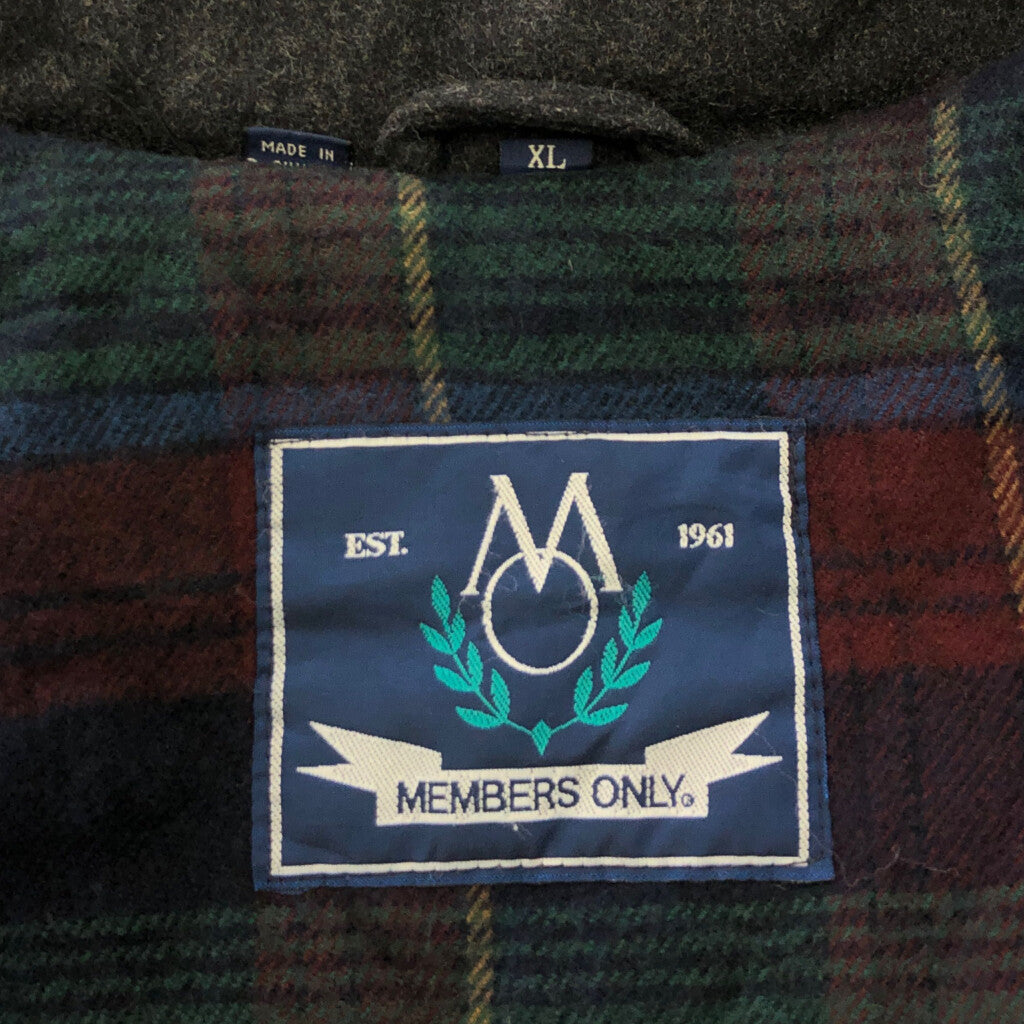 MADE IN
XL
EST.
MO
1961
MEMBERS ONLY®